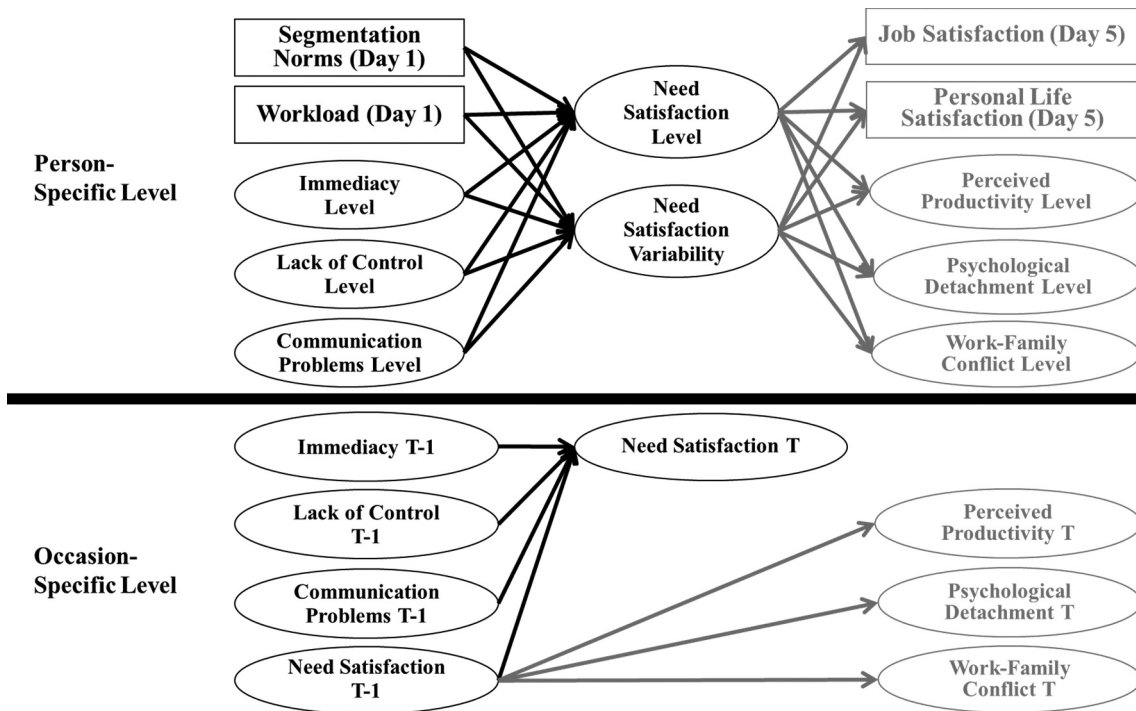 Segmentation
Norms (Day 1)
Workload (Day 1)
Person-
Specific Level
Immediacy
Level
Lack of Control
Level
Communication
Problems Level
Need
Satisfaction
Level
Need
Satisfaction
Variability
Job Satisfaction (Day 5)
Personal Life
Satisfaction (Day 5)
Perceived
Productivity Level
Psychological
Detachment Level
Work-Family
Conflict Level
Occasion-
Specific Level
Immediacy T-1
Lack of Control
T-1
Communication
Problems T-1
Need Satisfaction
T-1
Need Satisfaction T
Perceived
Productivity T
Psychological
Detachment T
Work-Family
Conflict T